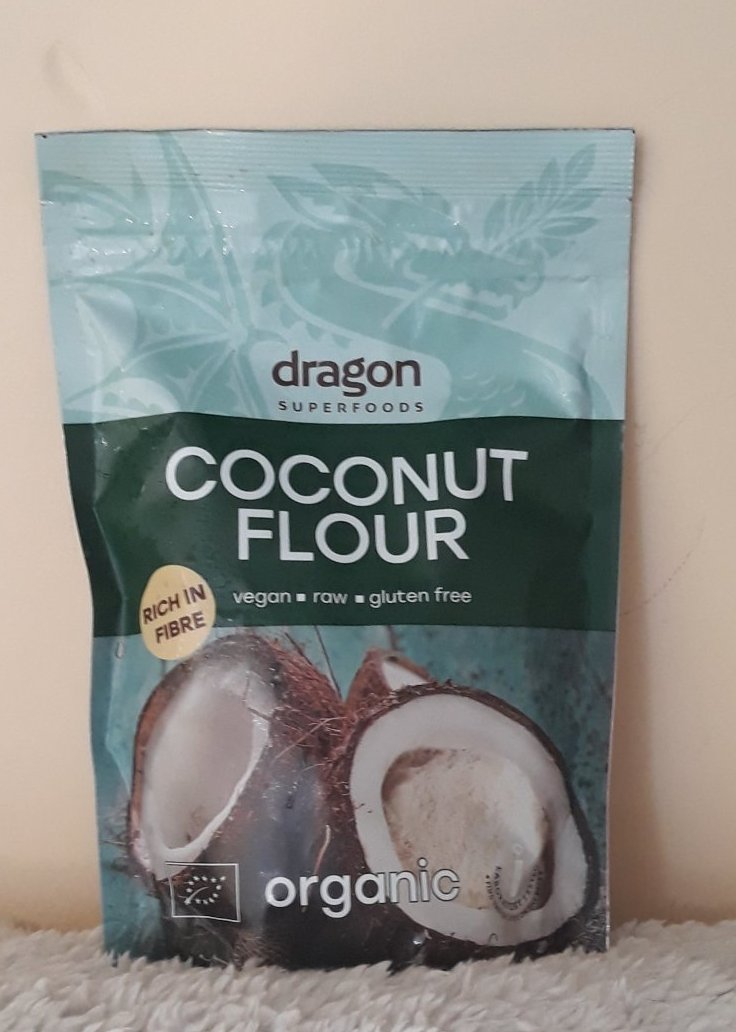 dragon
SUPERFOODS
COCONUT
FLOUR
RICH IN
FIBRE
vegan ▪ raw ▪ gluten free
organic